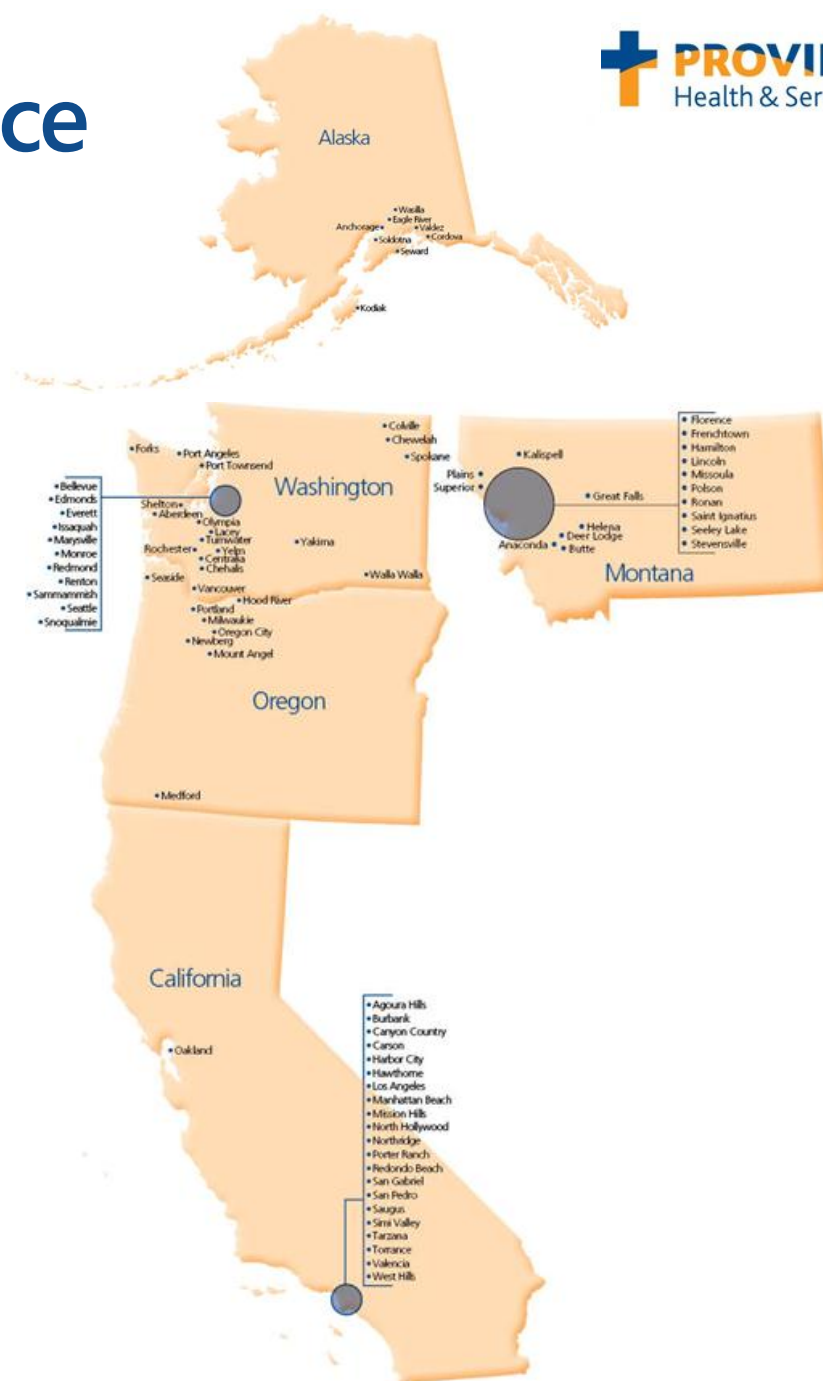 ce
PROVI
Health & Ser
Alaska
Wasilla
Eagle River
Anchorage
Valdez
Soldotna
Cordova
Seward
Kodiak
Forks
Port Angeles
Port Townsend
Colville
Chewelah
Spokane
Washington
Bellevue
Edmonds
Everett
Issaquah
Marysville
Monroe
Redmond
Renton
Sammammish
Seattle
Snoqualmie
Shelton
Aberdeen
Olympia
Lacey
Tumwater
Rochester
Yelps
Centralia
Chehalis
Yakima
Walla Walla
Seaside
Vancouver
Hood River
Portland
Milwaukie
Oregon City
Newberg
Mount Angel
Oregon
Medford
Kalispell
Plains
Superior
Great Falls
Helena
Deer Lodge
Anaconda
Butte
Montana
Florence
Frenchtown
Hamilton
Lincoln
Missoula
Polson
Ronan
Saint Ignatius
Seeley Lake
Stevensville
California
Oakland
Agoura Hills
Burbank
Canyon Country
Carson
Harbor City
Hawthorne
Los Angeles
Manhattan Beach
Mission Hills
North Hollywood
Northridge
Porter Ranch
Redondo Beach
San Gabriel
San Pedro
Saugus
Simi Valley
Tarzana
Torrance
Valencia
West Hills